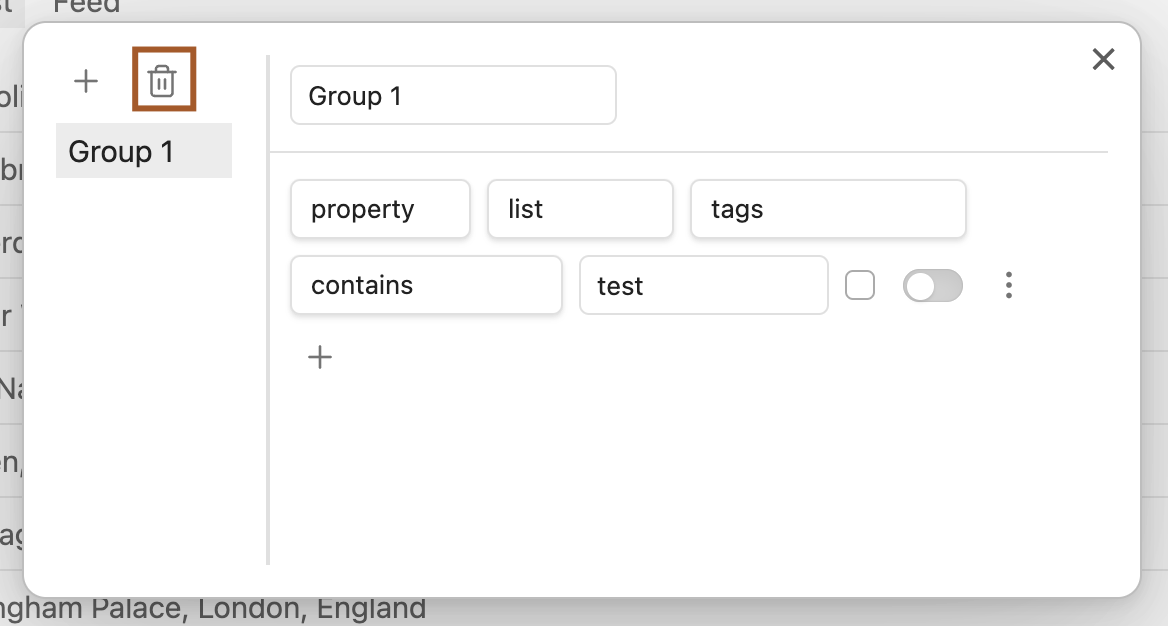 Feed
Group 1
Group 1
property
list
tags
contains
test
ngham Palace, London, England